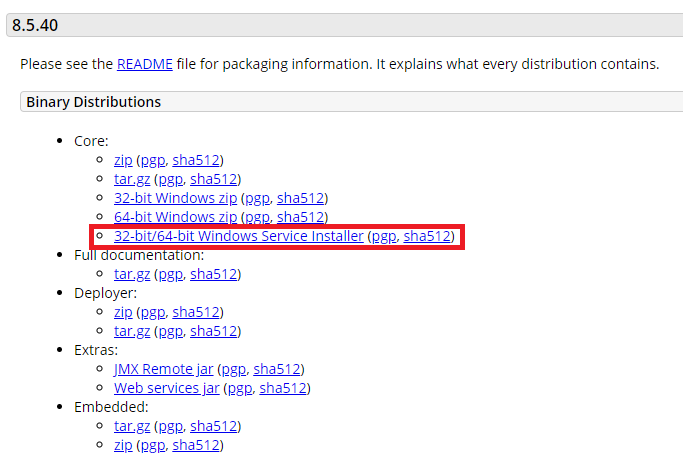 8.5.40
Please see the README file for packaging information. It explains what every distribution contains.
Binary Distributions
Core:
zip (pgp, sha512)
tar.gz (pgp, sha512)
32-bit Windows zip (pgp, sha512)
64-bit Windows zip (pgp, sha512)
32-bit/64-bit Windows Service Installer (pgp, sha512)
Full documentation:
tar.gz (pgp, sha512)
Deployer:
zip (pgp, sha512)
tar.gz (pgp, sha512)
Extras:
JMX Remote jar (pgp, sha512)
Web services jar (pgp, sha512)
Embedded:
tar.gz (pgp, sha512)
zip (pgp, sha512)